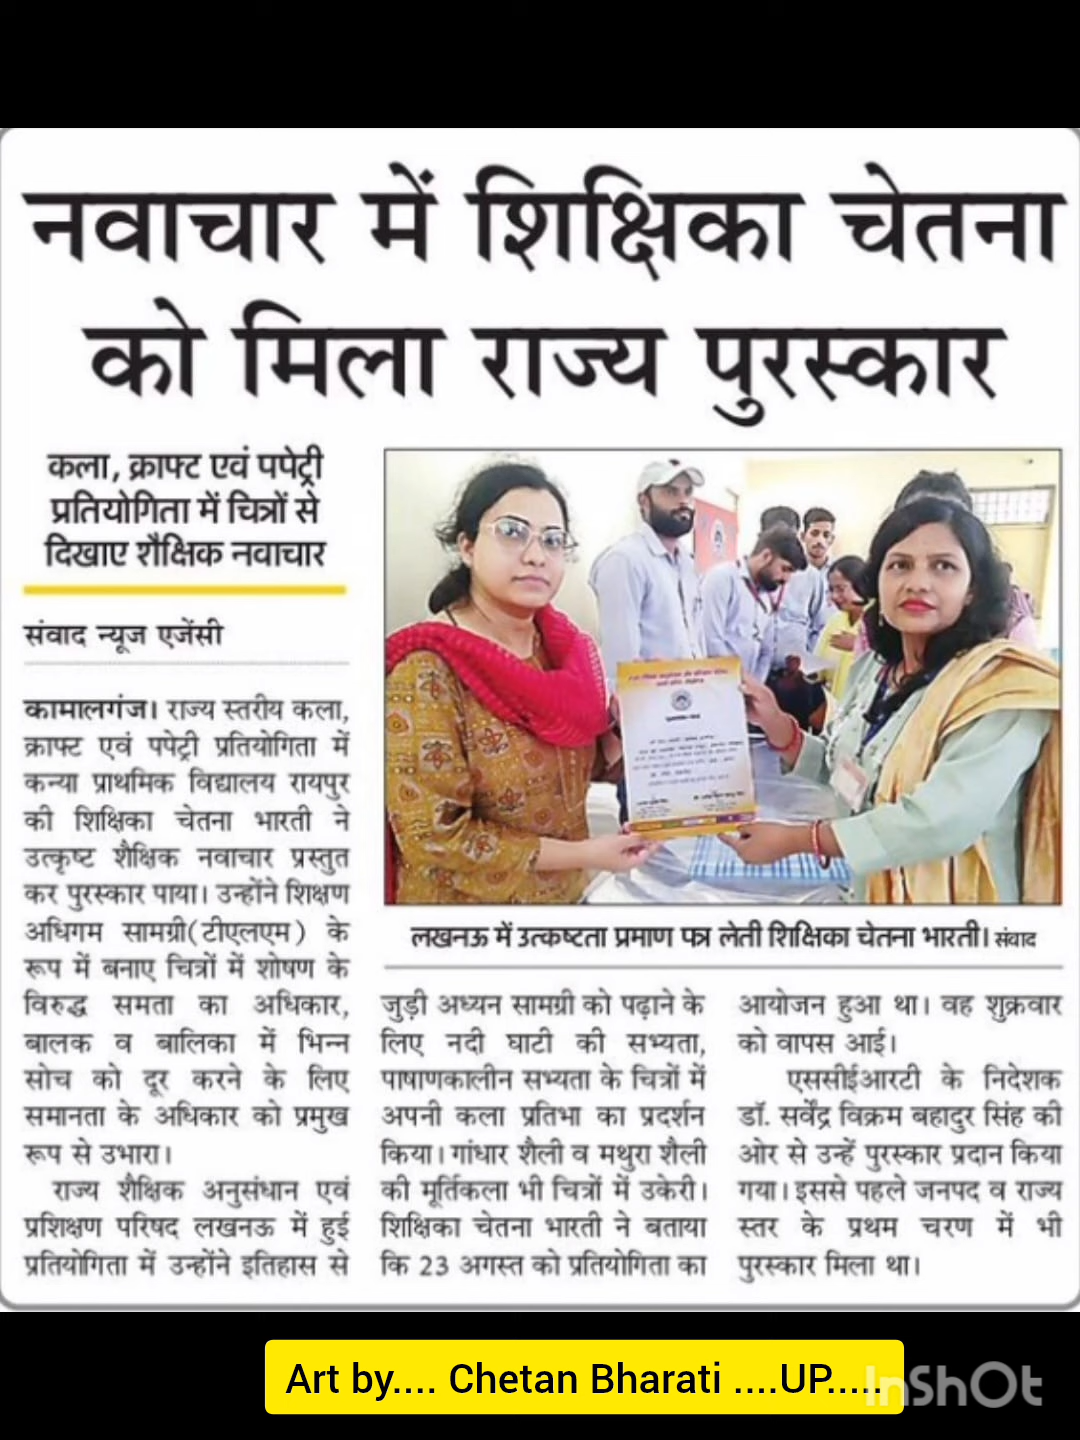 नवाचार में शिक्षिका चेतना
को मिला राज्य पुरस्कार
कला, क्राफ्ट एवं पपेट्री
प्रतियोगिता में चित्रों से
दिखाए शैक्षिक नवाचार
संवाद न्यूज एजेंसी
कामालगंज। राज्य स्तरीय कला,
क्राफ्ट एवं पपेट्री प्रतियोगिता में
कन्या प्राथमिक विद्यालय रायपुर
की शिक्षिका चेतना भारती ने
उत्कृष्ट शैक्षिक नवाचार प्रस्तुत
कर पुरस्कार पाया। उन्होंने शिक्षण
अधिगम सामग्री(टीएलएम) के
रूप में बनाए चित्रों में शोषण के
विरुद्ध समता का अधिकार,
बालक व बालिका में भिन्न
सोच को दूर करने के लिए
समानता के अधिकार को प्रमुख
रूप से उभारा।
राज्य शैक्षिक अनुसंधान एवं
प्रशिक्षण परिषद लखनऊ में हुई
प्रतियोगिता में उन्होंने इतिहास से
लखनऊ में उत्कष्टता प्रमाण पत्र लेती शिक्षिका चेतना भारती। संवाद
जुड़ी अध्यन सामग्री को पढ़ाने के
लिए नदी घाटी की सभ्यता,
पाषाणकालीन सभ्यता के चित्रों में
अपनी कला प्रतिभा का प्रदर्शन
किया। गांधार शैली व मथुरा शैली
की मूर्तिकला भी चित्रों में उकेरी।
शिक्षिका चेतना भारती ने बताया
कि 23 अगस्त को प्रतियोगिता का
आयोजन हुआ था। वह शुक्रवार
को वापस आई।
एससीईआरटी के निदेशक
डॉ. सर्वेंद्र विक्रम बहादुर सिंह की
ओर से उन्हें पुरस्कार प्रदान किया
गया। इससे पहले जनपद व राज्य
स्तर के प्रथम चरण में भी
पुरस्कार मिला था।
Art by.... Chetan Bharati ....UP.....
InShOt